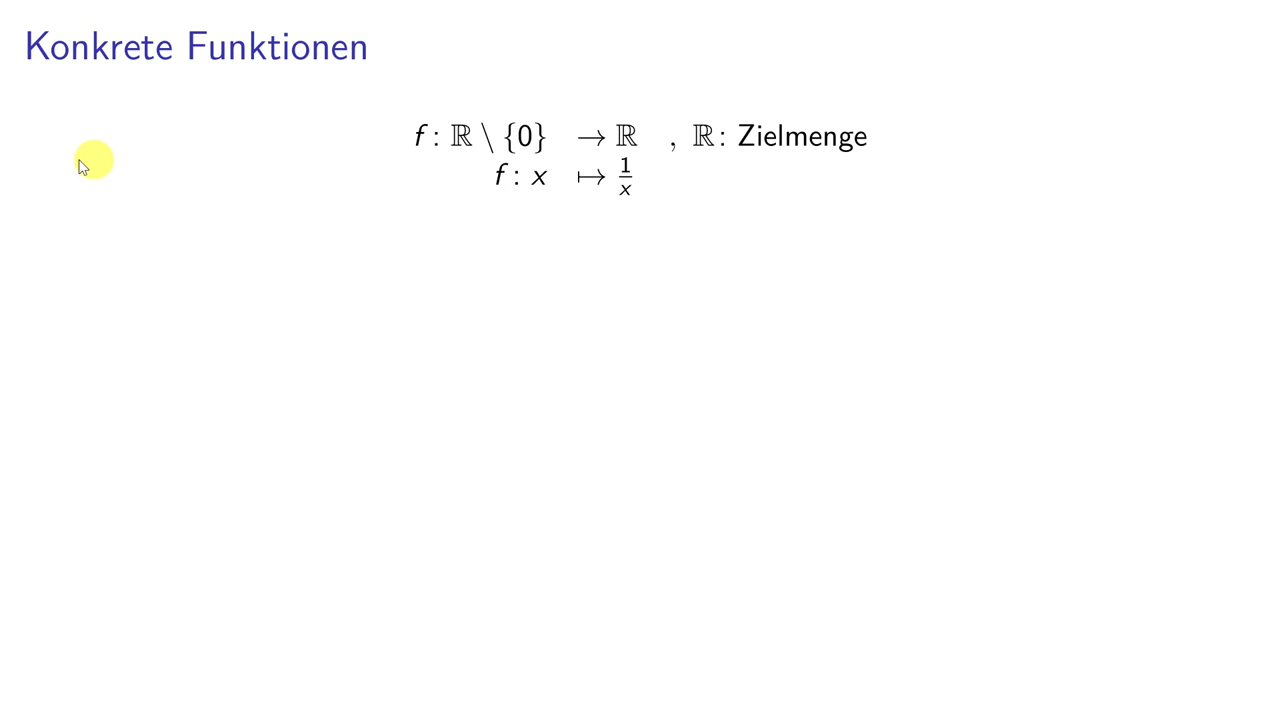 Konkrete Funktionen
f : ℝ \ {0} → ℝ , ℝ : Zielmenge
f : x ↦ 1/x